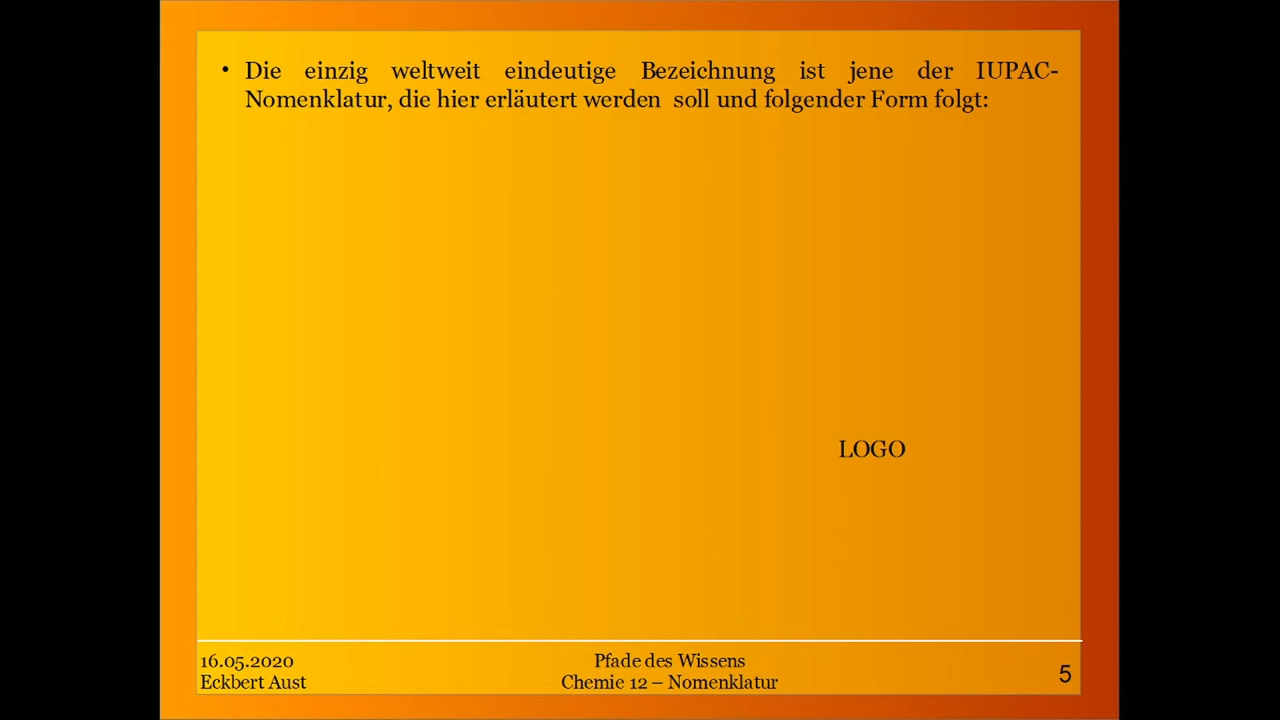 • Die einzig weltweit eindeutige Bezeichnung ist jene der IUPAC-
Nomenklatur, die hier erläutert werden  soll und folgender Form folgt:
LOGO
16.05.2020
Eckbert Aust
Pfade des Wissens
Chemie 12 – Nomenklatur
5